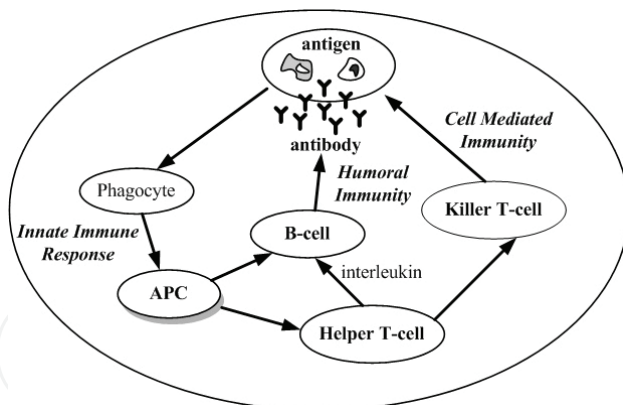 antigen
antibody
Cell Mediated
Immunity
Phagocyte
Humoral
Immunity
Killer T-cell
Innate Immune
Response
B-cell
interleukin
APC
Helper T-cell